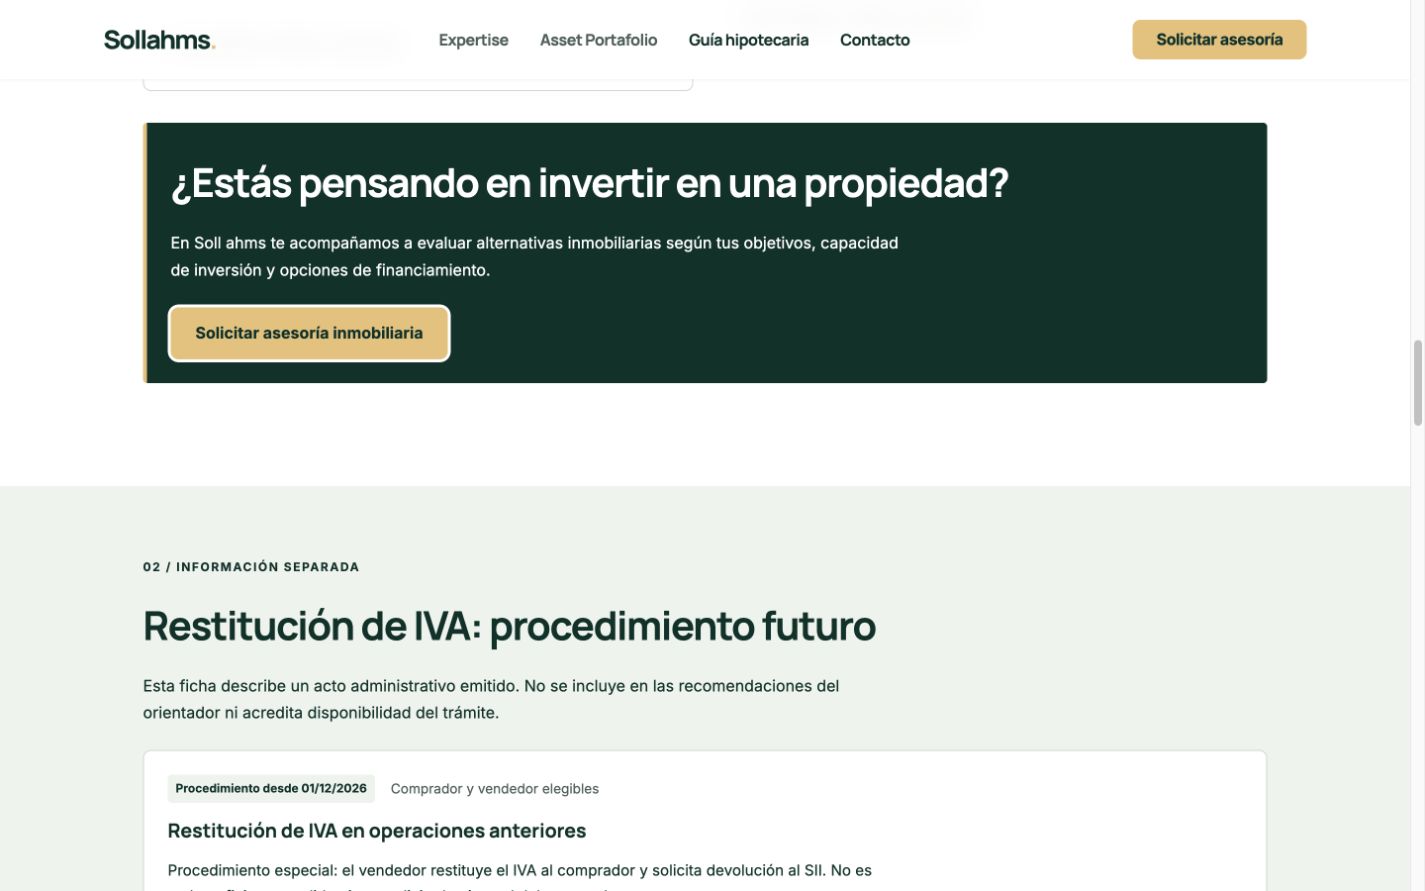 Sollahms.
Expertise
Asset Portafolio
Guía hipotecaria
Contacto
Solicitar asesoría
¿Estás pensando en invertir en una propiedad?
En Soll ahms te acompañamos a evaluar alternativas inmobiliarias según tus objetivos, capacidad
de inversión y opciones de financiamiento.
Solicitar asesoría inmobiliaria
02 / INFORMACIÓN SEPARADA
Restitución de IVA: procedimiento futuro
Esta ficha describe un acto administrativo emitido. No se incluye en las recomendaciones del
orientador ni acredita disponibilidad del trámite.
Procedimiento desde 01/12/2026
Comprador y vendedor elegibles
Restitución de IVA en operaciones anteriores
Procedimiento especial: el vendedor restituye el IVA al comprador y solicita devolución al SII. No es